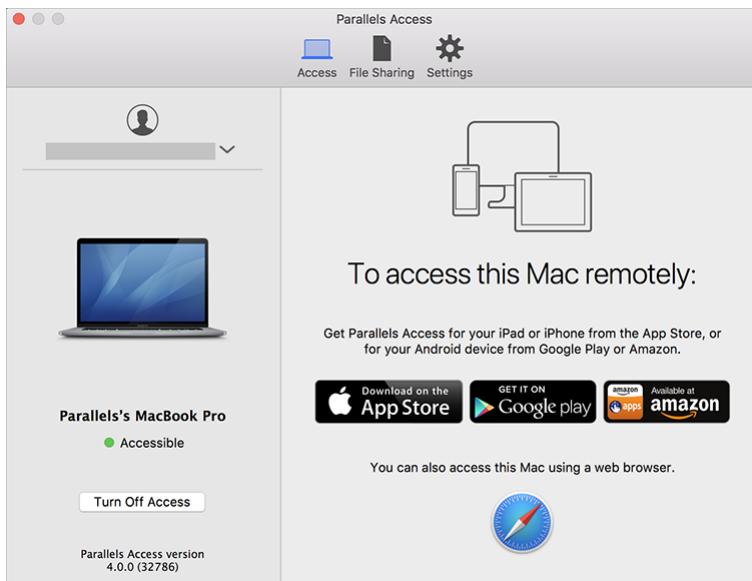 Parallels Access
Access File Sharing Settings
To access this Mac remotely:
Get Parallels Access for your iPad or iPhone from the App Store, or
for your Android device from Google Play or Amazon.
Download on the
App Store
GET IT ON
Google play
amazon
apps
Available at
amazon
You can also access this Mac using a web browser.
Parallels's MacBook Pro
Accessible
Turn Off Access
Parallels Access version
4.0.0 (32786)